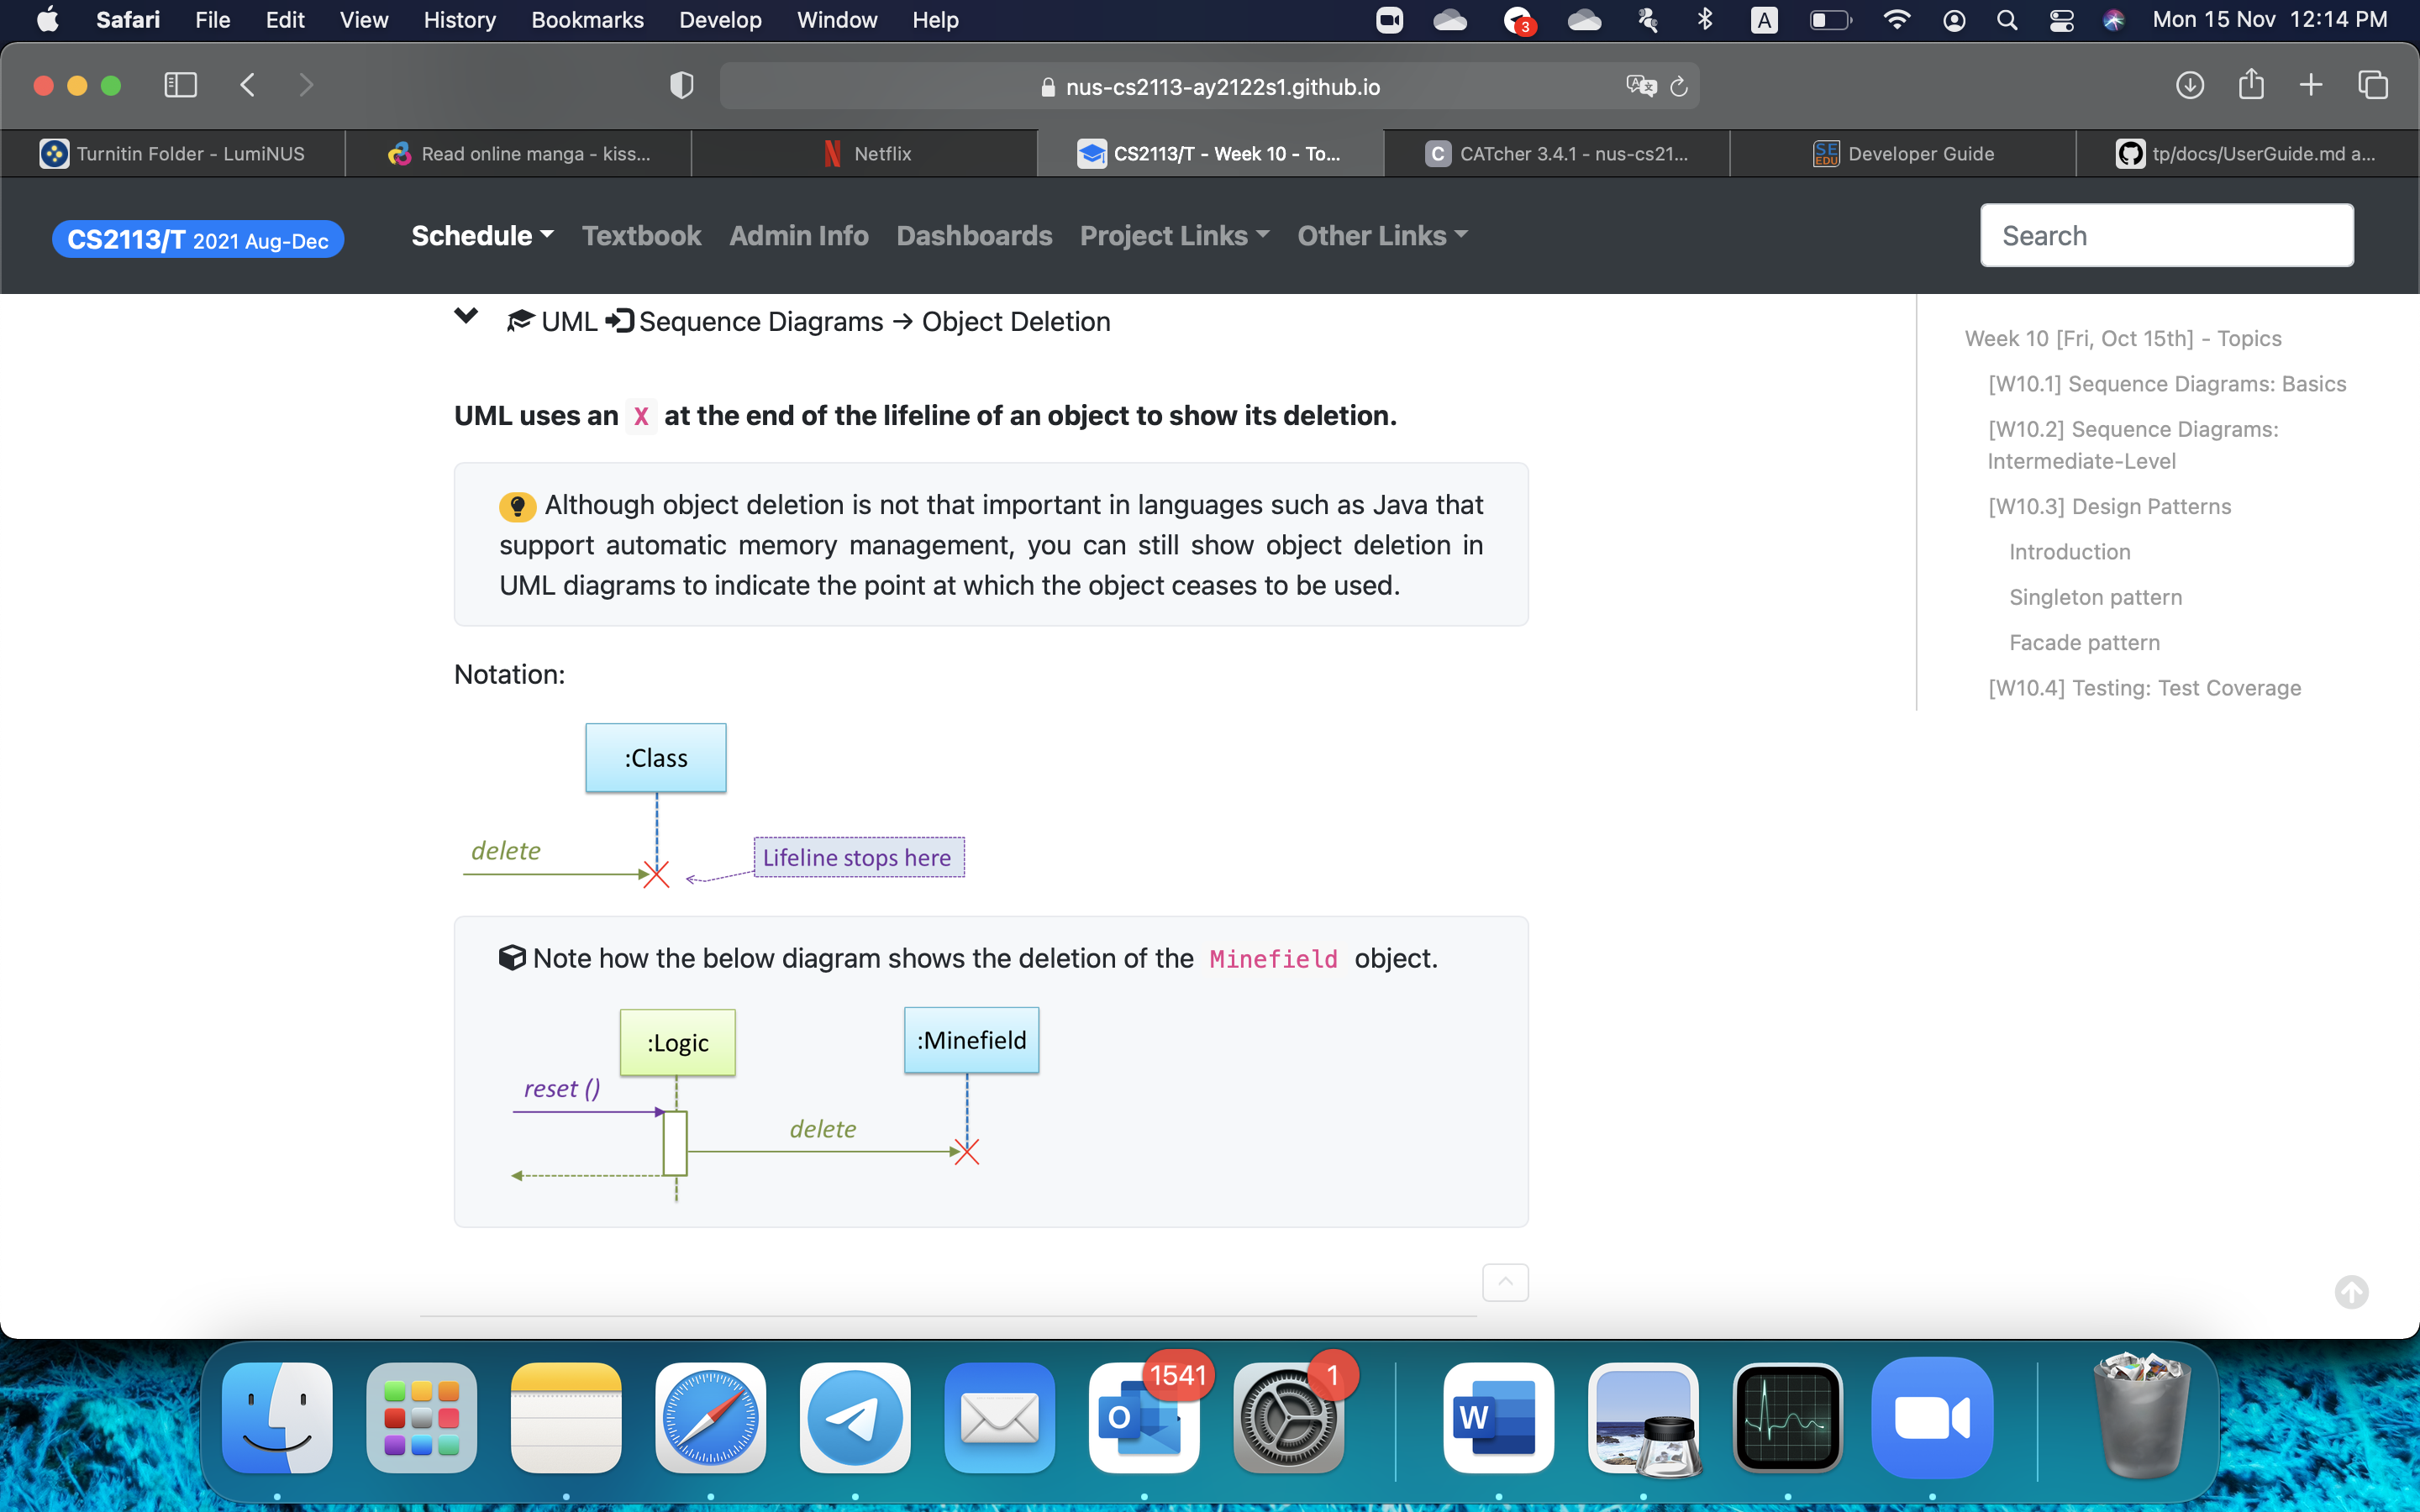 Safari File Edit View History Bookmarks Develop Window Help 3 A Mon 15 Nov 12:14 PM
nus-cs2113-ay2122s1.github.io
Turnitin Folder - LumiNUS Read online manga - kiss... Netflix CS2113/T - Week 10 - To... C CATcher 3.4.1 - nus-cs21... SE EDU Developer Guide tp/docs/UserGuide.md a...
CS2113/T 2021 Aug-Dec Schedule Textbook Admin Info Dashboards Project Links Other Links Search
UML Sequence Diagrams → Object Deletion
UML uses an X at the end of the lifeline of an object to show its deletion.
Although object deletion is not that important in languages such as Java that
support automatic memory management, you can still show object deletion in
UML diagrams to indicate the point at which the object ceases to be used.
Notation:
:Class
delete
Lifeline stops here
Note how the below diagram shows the deletion of the Minefield object.
:Logic
:Minefield
reset ()
delete
Week 10 [Fri, Oct 15th] - Topics
[W10.1] Sequence Diagrams: Basics
[W10.2] Sequence Diagrams:
Intermediate-Level
[W10.3] Design Patterns
Introduction
Singleton pattern
Facade pattern
[W10.4] Testing: Test Coverage
1541
1
O
W